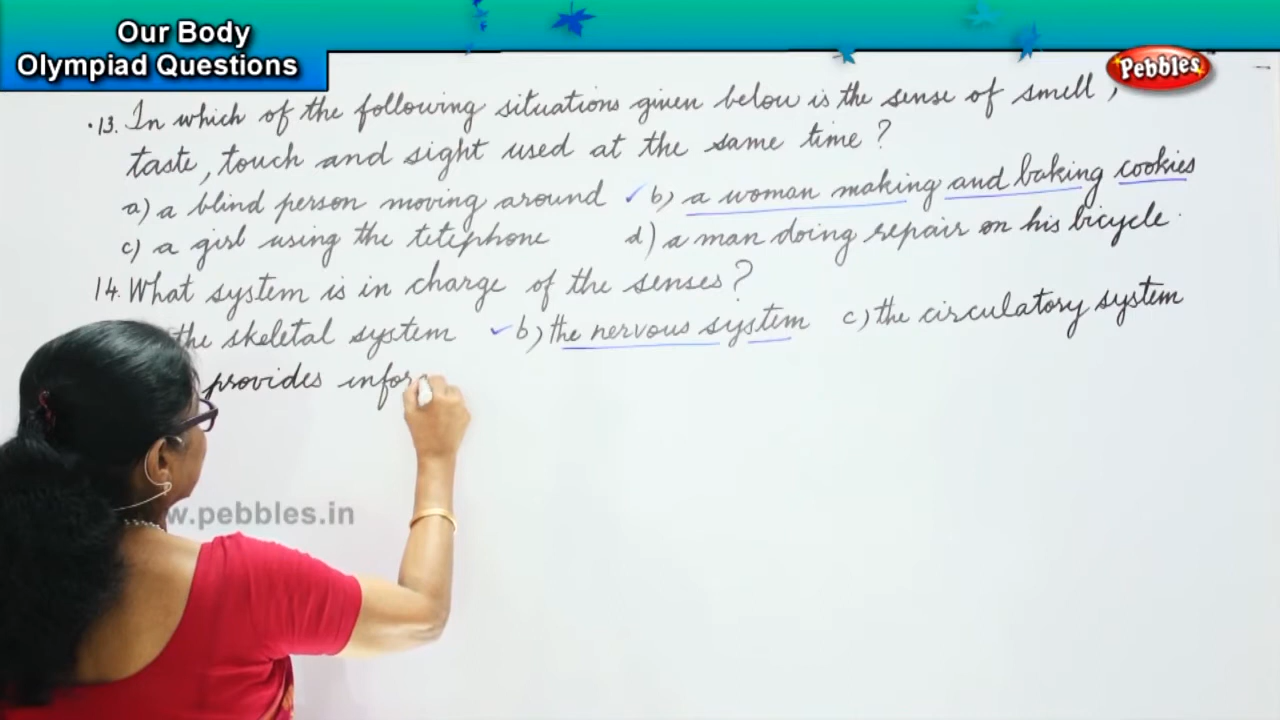 Our Body
Olympiad Questions
Pebbles
13. In which of the following situations given below is the sense of smell,
taste, touch and sight used at the same time?
a) a blind person moving around ✓ b) a woman making and baking cookies
c) a girl using the tetephone d) a man doing repair on his bicycle.
14. What system is in charge of the senses?
the skeletal system ✓ b) the nervous system c) the circulatory system
provides infor
w.pebbles.in